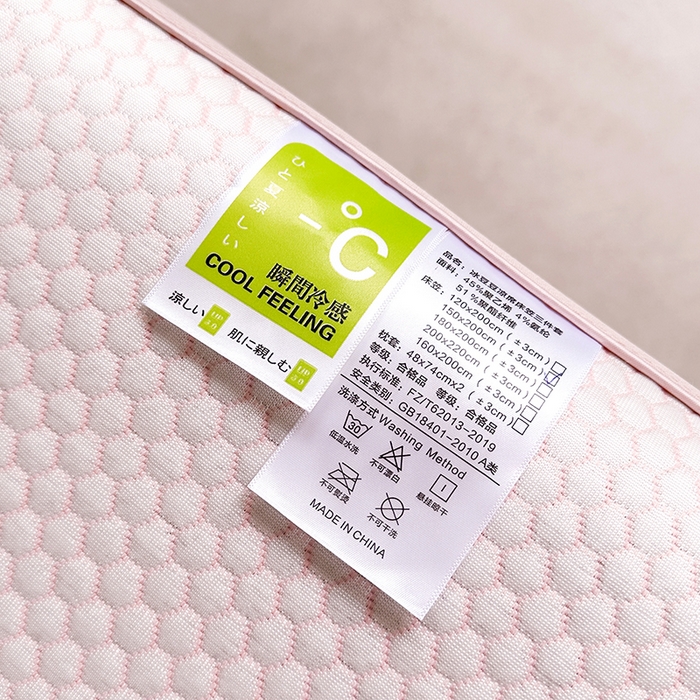 ひと夏涼しい
-°C
瞬間冷感
COOL FEELING
涼しい UP 5.0
肌に親しむ UP 5.0
品名：冰豆豆凉席床笠三件套
面料：45%聚乙烯 4%氨纶
51%聚酯纤维
床笠：120x200cm（±3cm）
150x200cm（±3cm）
180x200cm（±3cm）
200x220cm（±3cm）
160x200cm（±3cm）
枕套：48x74cmx2（±3cm）
等级：合格品
执行标准：FZ/T62013-2019 等级：合格品
安全类别：GB18401-2010 A类
洗涤方式 Washing Method
30
低温水洗
不可漂白
悬挂晾干
不可熨烫
不可干洗
MADE IN CHINA